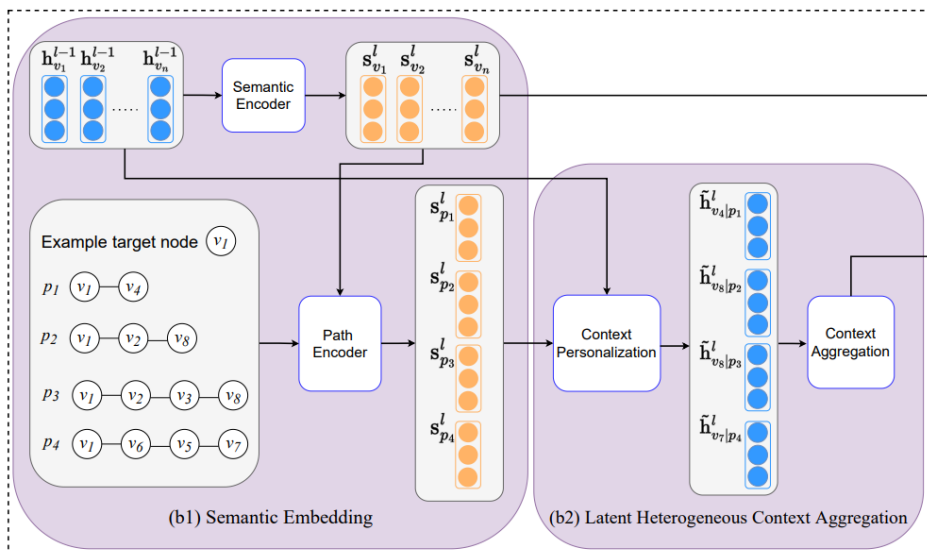 h^{l-1}_{v_1} h^{l-1}_{v_2} h^{l-1}_{v_n}
.....
Semantic
Encoder
s^l_{v_1} s^l_{v_2} s^l_{v_n}
.....
Example target node v_1
p_1 v_1 v_4
p_2 v_1 v_2 v_8
p_3 v_1 v_2 v_3 v_8
p_4 v_1 v_6 v_5 v_7
Path
Encoder
s^l_{p_1}
s^l_{p_2}
s^l_{p_3}
s^l_{p_4}
(b1) Semantic Embedding
Context
Personalization
h̃^l_{v_4|p_1}
h̃^l_{v_8|p_2}
h̃^l_{v_8|p_3}
h̃^l_{v_7|p_4}
Context
Aggregation
(b2) Latent Heterogeneous Context Aggregation